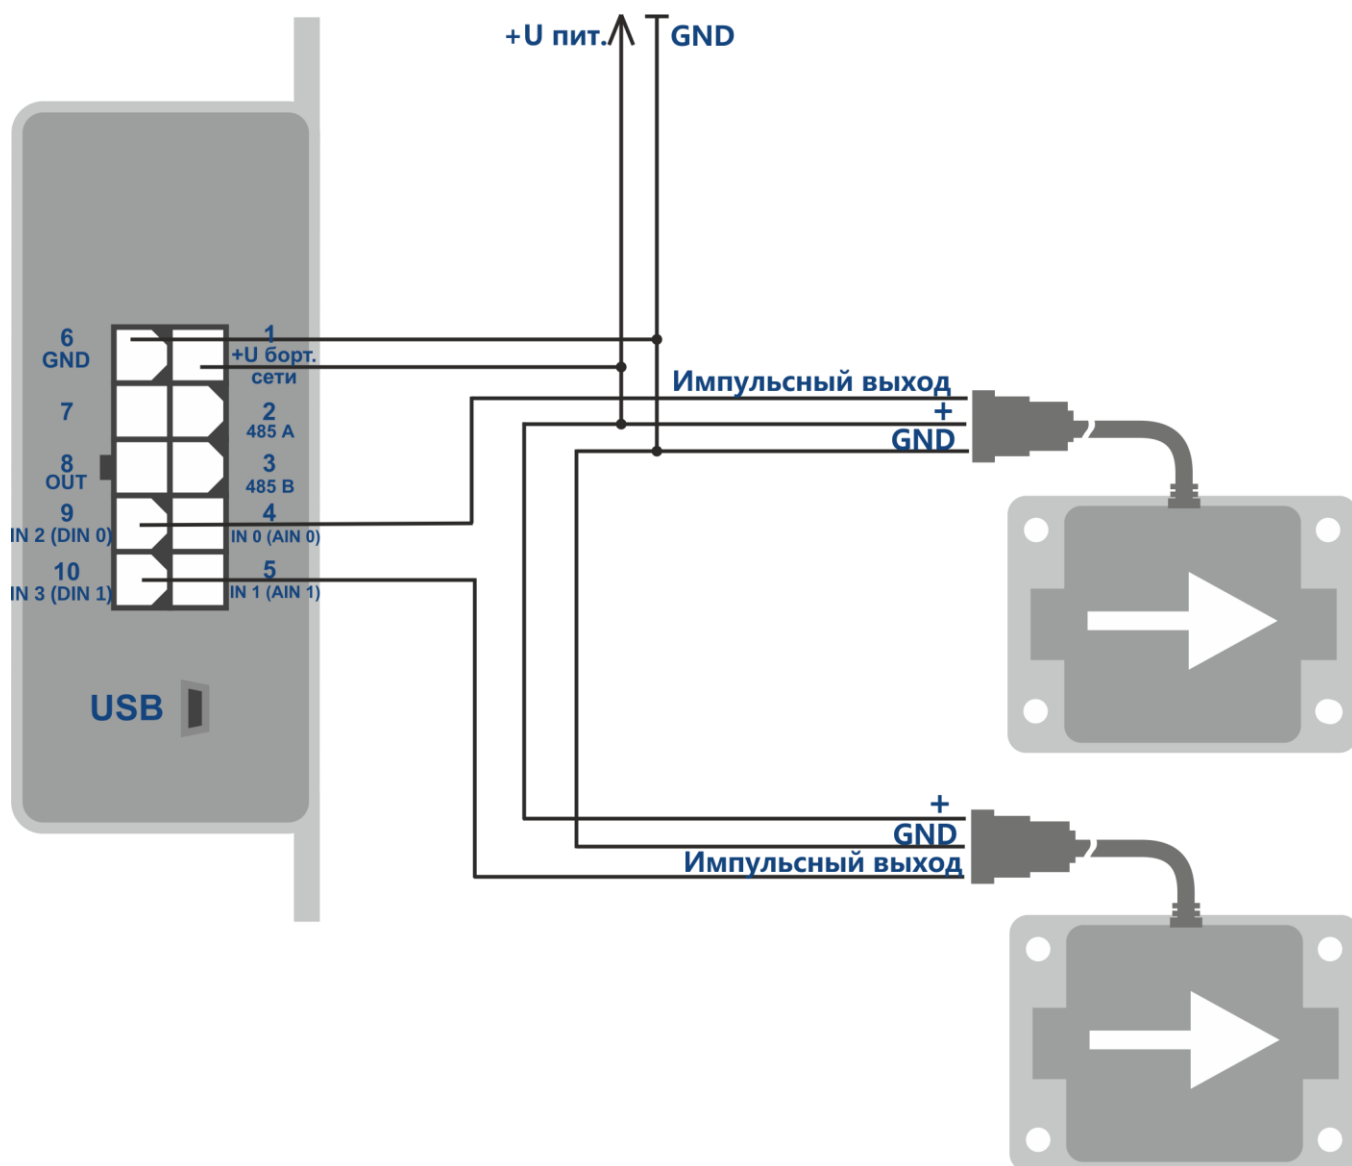 +U пит.
GND
6
GND
1
+U борт.
сети
7
2
485 A
8
OUT
3
485 B
9
IN 2 (DIN 0)
4
IN 0 (AIN 0)
10
IN 3 (DIN 1)
5
IN 1 (AIN 1)
USB
Импульсный выход
+
GND
+
GND
Импульсный выход